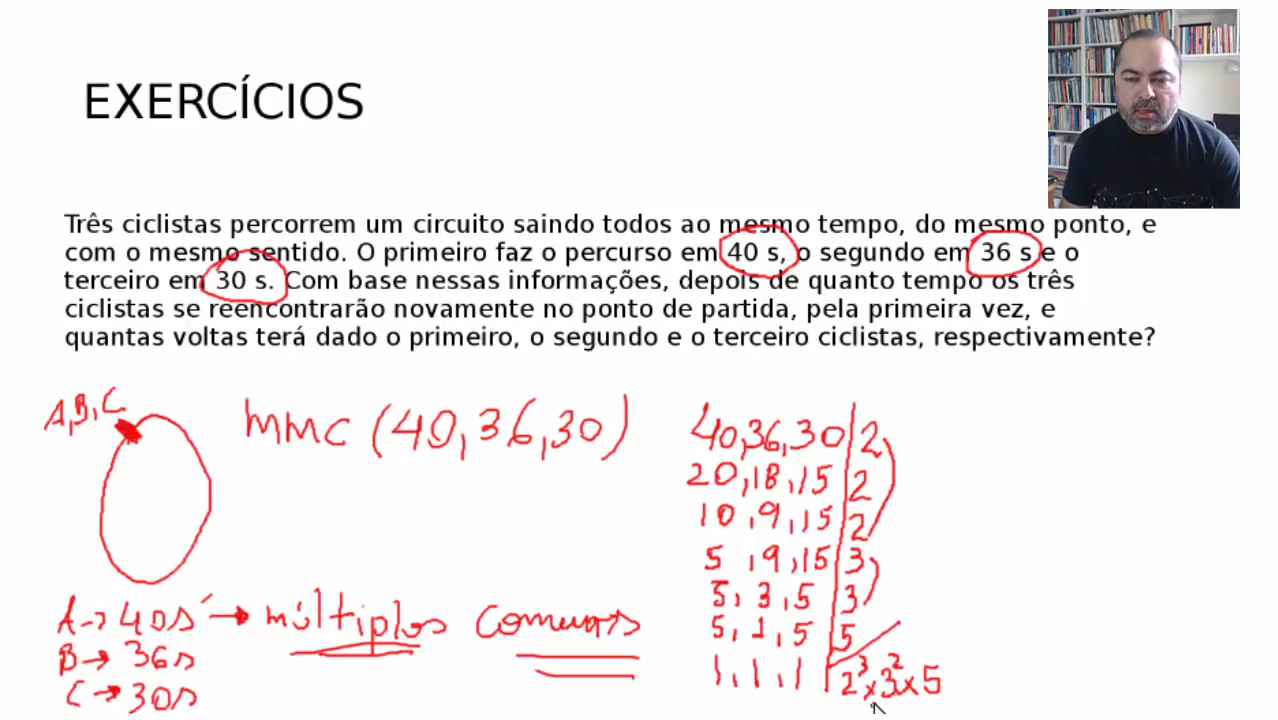 EXERCÍCIOS
Três ciclistas percorrem um circuito saindo todos ao mesmo tempo, do mesmo ponto, e
com o mesmo sentido. O primeiro faz o percurso em 40 s, o segundo em 36 s e o
terceiro em 30 s. Com base nessas informações, depois de quanto tempo os três
ciclistas se reencontrarão novamente no ponto de partida, pela primeira vez, e
quantas voltas terá dado o primeiro, o segundo e o terceiro ciclistas, respectivamente?
A,B,C
MMC (40,36,30)
A → 40s → múltiplos comuns
B → 36s
C → 30s
40,36,30|2
20,18,15|2
10,9,15|2
5,9,15|3
5,3,5|3
5,1,5|5
1,1,1|2³x3²x5